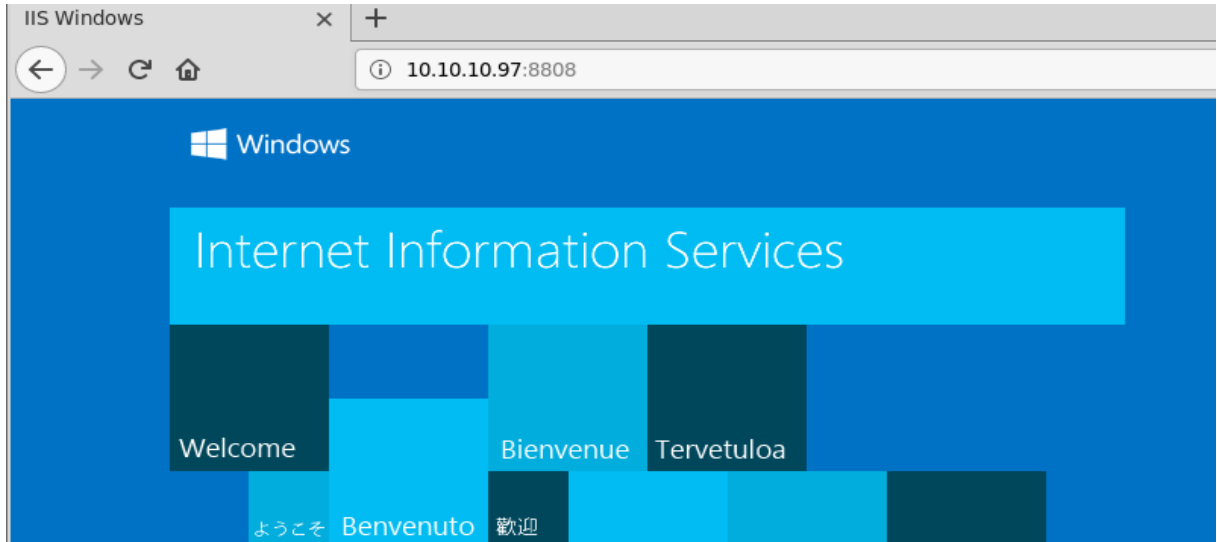 IIS Windows
10.10.10.97:8808
Windows
Internet Information Services
Welcome
Bienvenue
Tervetuloa
ようこそ
Benvenuto
歡迎